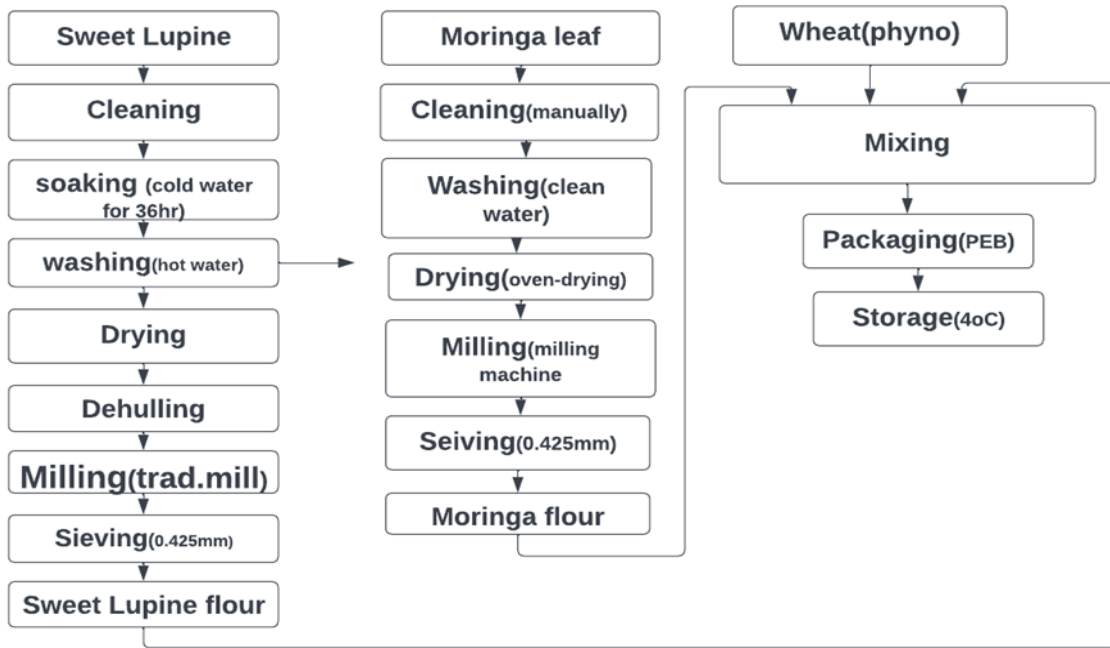 Sweet Lupine
Cleaning
soaking (cold water
for 36hr)
washing(hot water)
Drying
Dehulling
Milling(trad.mill)
Sieving(0.425mm)
Sweet Lupine flour
Moringa leaf
Cleaning(manually)
Washing(clean
water)
Drying(oven-drying)
Milling(milling
machine
Seiving(0.425mm)
Moringa flour
Wheat(phyno)
Mixing
Packaging(PEB)
Storage(4oC)